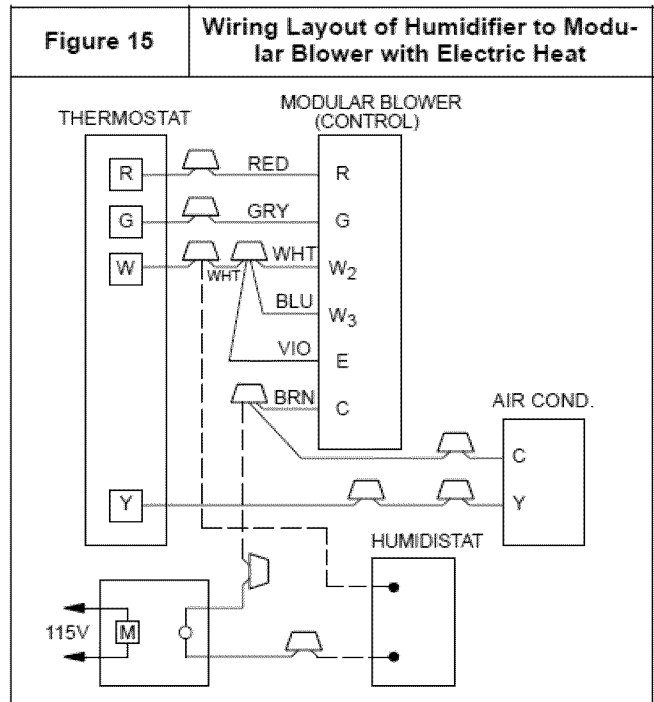 Figure 15
Wiring Layout of Humidifier to Modu-
lar Blower with Electric Heat
THERMOSTAT
MODULAR BLOWER
(CONTROL)
R RED R
G GRY G
W WHT WHT W2
BLU W3
VIO E
BRN C
AIR COND.
C
Y Y
HUMIDISTAT
115V M